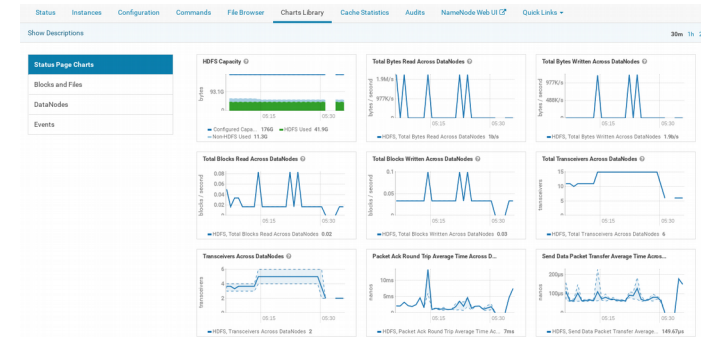 Status Instances Configuration Commands File Browser Charts Library Cache Statistics Audits NameNode Web UI Quick Links
Show Descriptions
30m 1h
Status Page Charts
Blocks and Files
DataNodes
Events
HDFS Capacity
bytes
93.1G
05:15 05:30
Configured Capa... 176G HDFS Used 41.9G
Non-HDFS Used 11.3G
Total Bytes Read Across DataNodes
bytes / second
1.9M/s
977K/s
0
05:15 05:30
HDFS, Total Bytes Read Across DataNodes 1b/s
Total Bytes Written Across DataNodes
bytes / second
977K/s
488K/s
0
05:15 05:30
HDFS, Total Bytes Written Across DataNodes 1.9b/s
Total Blocks Read Across DataNodes
blocks / second
0.08
0.06
0.04
0.02
0
05:15 05:30
HDFS, Total Blocks Read Across DataNodes 0.02
Total Blocks Written Across DataNodes
blocks / second
0.1
0.05
0
05:15 05:30
HDFS, Total Blocks Written Across DataNodes 0.03
Total Transceivers Across DataNodes
transceivers
15
10
5
0
05:15 05:30
HDFS, Total Transceivers Across DataNodes 6
Transceivers Across DataNodes
transceivers
6
4
2
05:15 05:30
HDFS, Transceivers Across DataNodes 2
Packet Ack Round Trip Average Time Across D...
nanos
10ms
5ms
05:15 05:30
HDFS, Packet Ack Round Trip Average Time Ac... 7ms
Send Data Packet Transfer Average Time Acros...
nanos
200µs
100µs
05:15 05:30
HDFS, Send Data Packet Transfer Average... 149.67µs